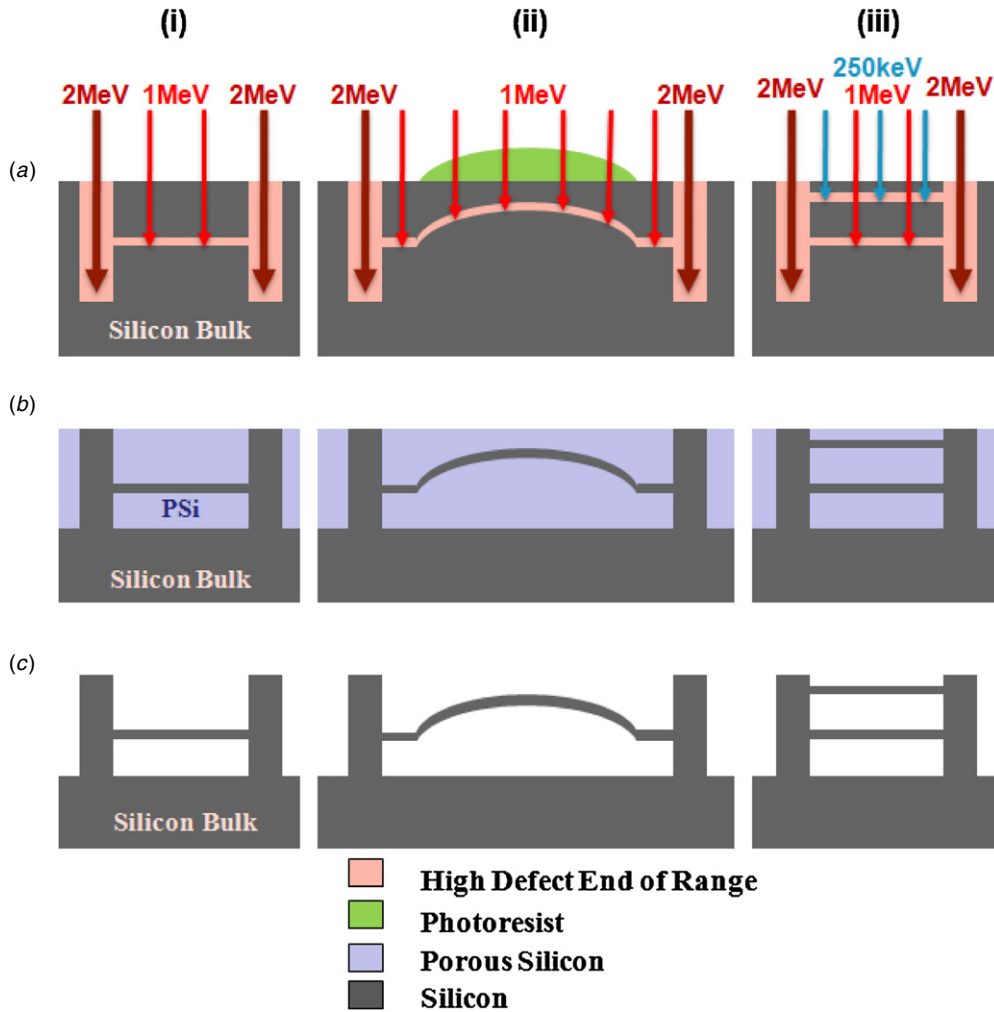 (i)
(ii)
(iii)
(a)
2MeV 1MeV 2MeV
2MeV 1MeV 2MeV
250keV
2MeV 1MeV 2MeV
Silicon Bulk
(b)
PSi
Silicon Bulk
(c)
Silicon Bulk
High Defect End of Range
Photoresist
Porous Silicon
Silicon